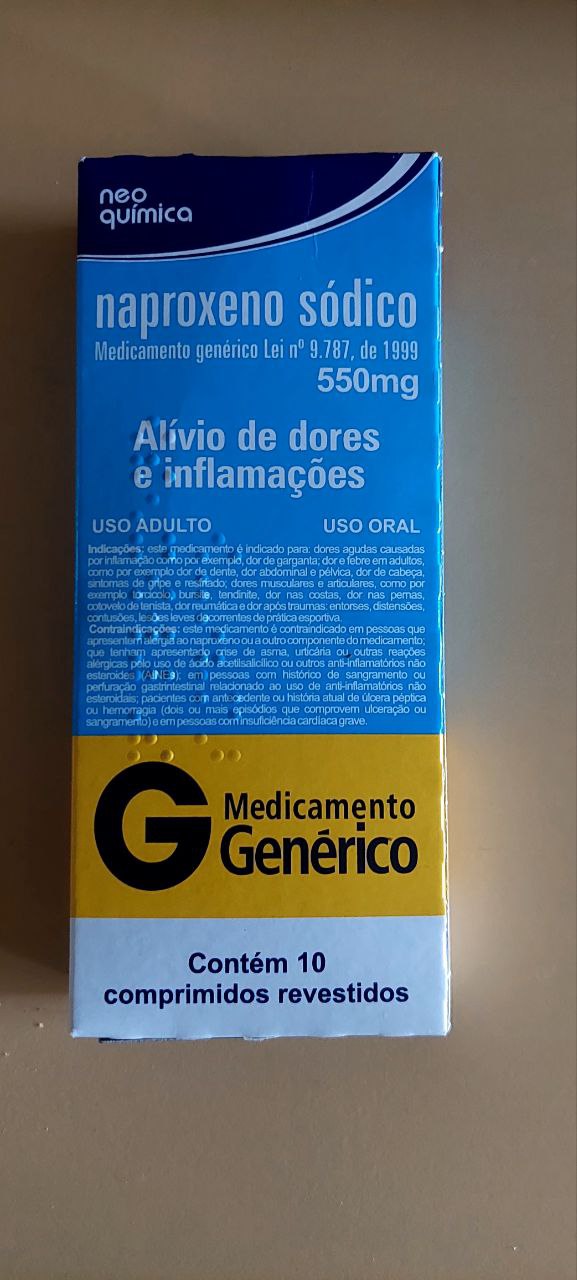 neo
química
naproxeno sódico
Medicamento genérico Lei nº 9.787, de 1999
550mg
Alívio de dores
e inflamações
USO ADULTO USO ORAL
Indicações: este medicamento é indicado para: dores agudas causadas
por inflamação como por exemplo, dor de garganta; dor e febre em adultos,
como por exemplo dor de dente, dor abdominal e pélvica, dor de cabeça,
sintomas de gripe e resfriado; dores musculares e articulares, como por
exemplo torcicolo, bursite, tendinite, dor nas costas, dor nas pernas,
cotovelo de tenista, dor reumática e dor após traumas: entorses, distensões,
contusões, lesões leves decorrentes de prática esportiva.
Contraindicações: este medicamento é contraindicado em pessoas que
apresentem alergia ao naproxeno ou a outro componente do medicamento;
que tenham apresentado crise de asma, urticária ou outras reações
alérgicas pelo uso de ácido acetilsalicílico ou outros anti-inflamatórios não
esteroides (AINEs); em pessoas com histórico de sangramento ou
perfuração gastrintestinal relacionado ao uso de anti-inflamatórios não
esteroidais; pacientes com antecedente ou história atual de úlcera péptica
ou hemorragia (dois ou mais episódios que comprovem ulceração ou
sangramento) e em pessoas com insuficiência cardíaca grave.
G Medicamento
Genérico
Contém 10
comprimidos revestidos